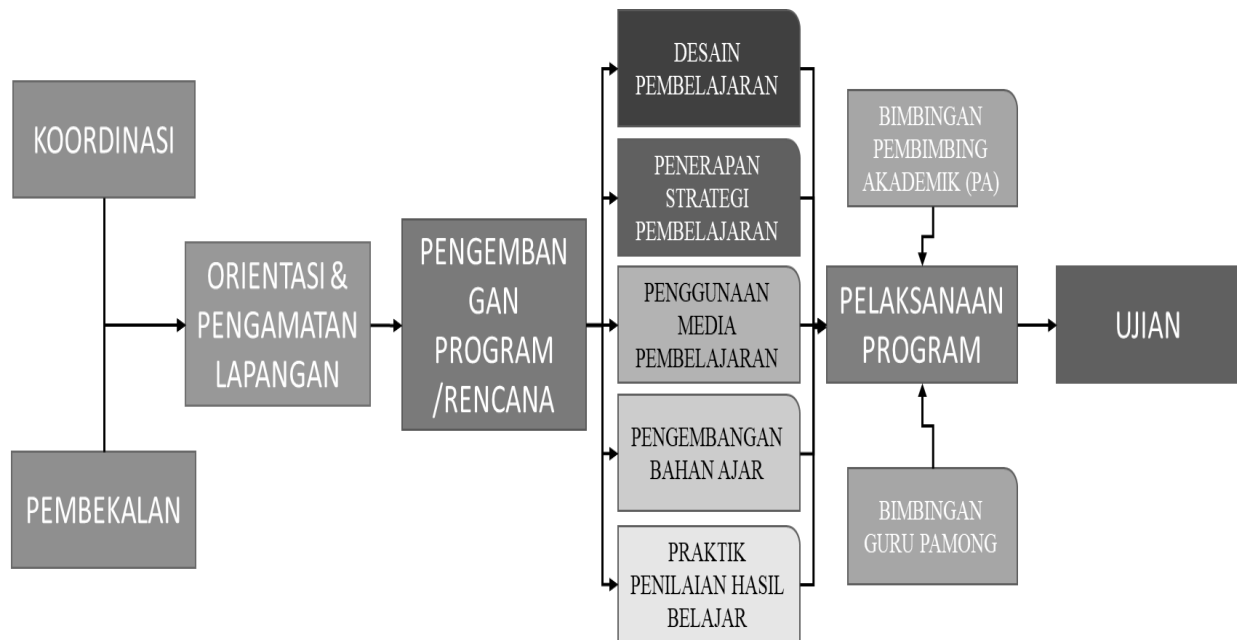 KOORDINASI
PEMBEKALAN
ORIENTASI &
PENGAMATAN
LAPANGAN
PENGEMBAN
GAN
PROGRAM
/RENCANA
DESAIN
PEMBELAJARAN
PENERAPAN
STRATEGI
PEMBELAJARAN
PENGGUNAAN
MEDIA
PEMBELAJARAN
PENGEMBANGAN
BAHAN AJAR
PRAKTIK
PENILAIAN HASIL
BELAJAR
BIMBINGAN
PEMBIMBING
AKADEMIK (PA)
PELAKSANAAN
PROGRAM
BIMBINGAN
GURU PAMONG
UJIAN